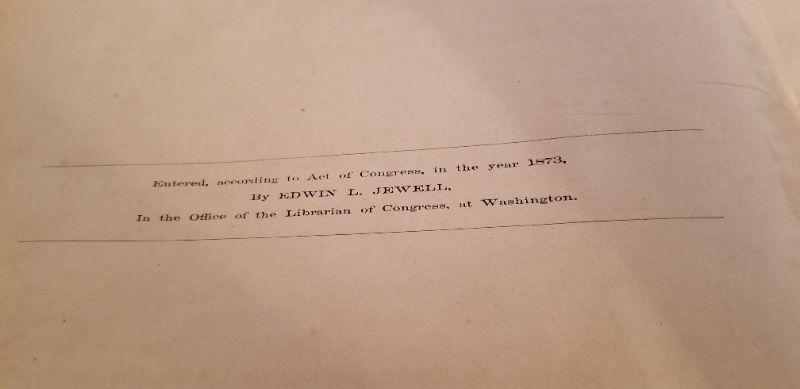 Entered, according to Act of Congress, in the year 1873,
By EDWIN L. JEWELL,
In the Office of the Librarian of Congress, at Washington.